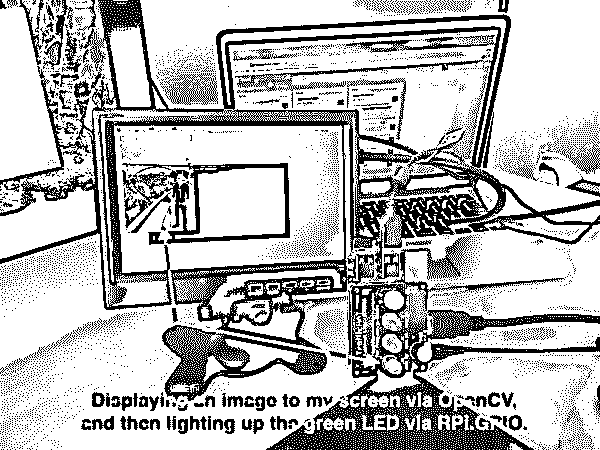 Displaying an image to my screen via OpenCV,
and then lighting up the green LED via RPi.GPIO.